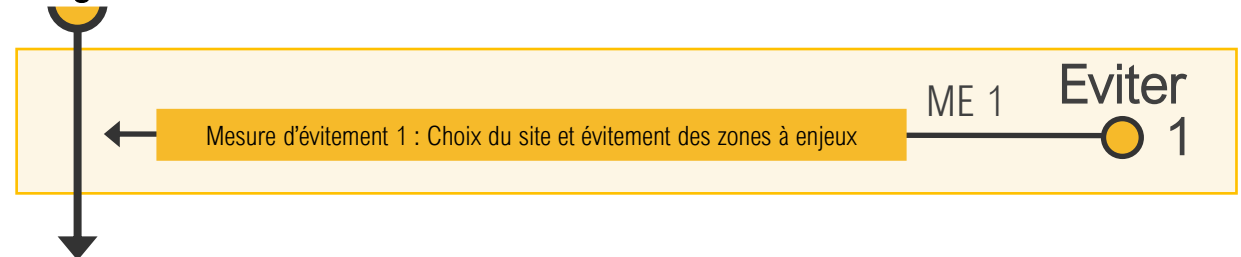 Mesure d'évitement 1 : Choix du site et évitement des zones à enjeux
ME 1
Eviter
1